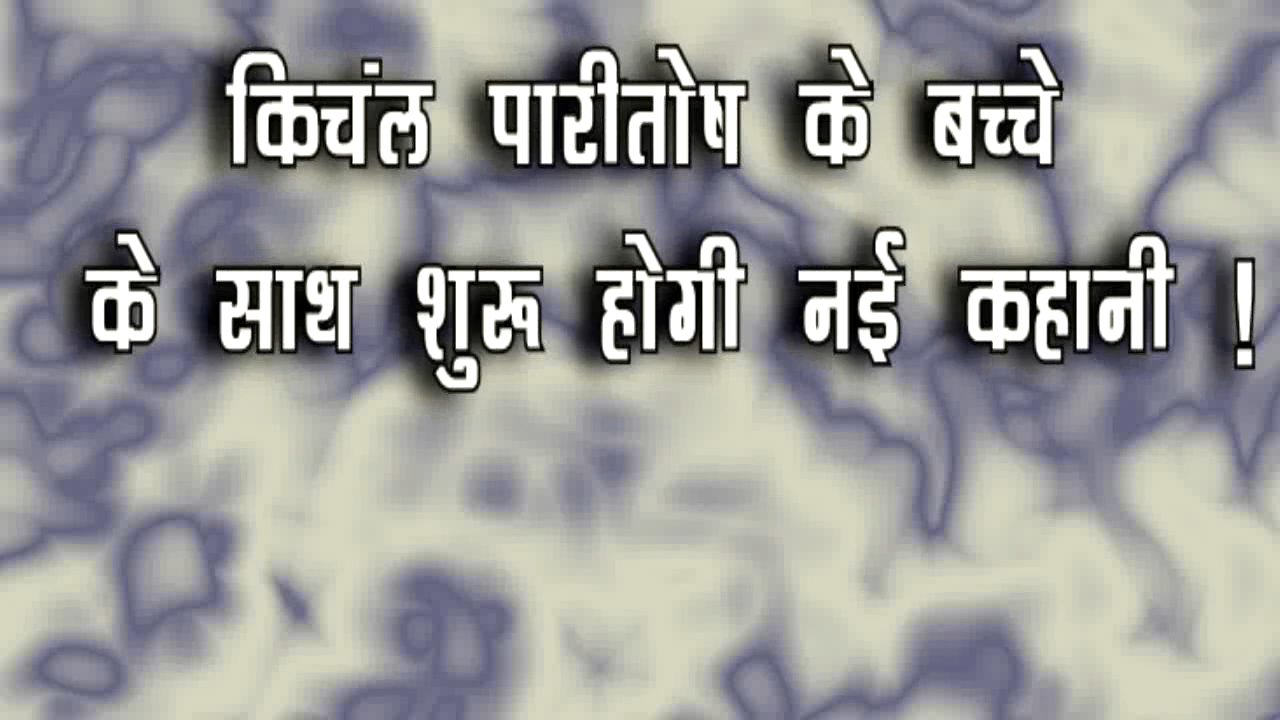 किचंल पारीतोष के बच्चे
के साथ शुरू होगी नई कहानी !